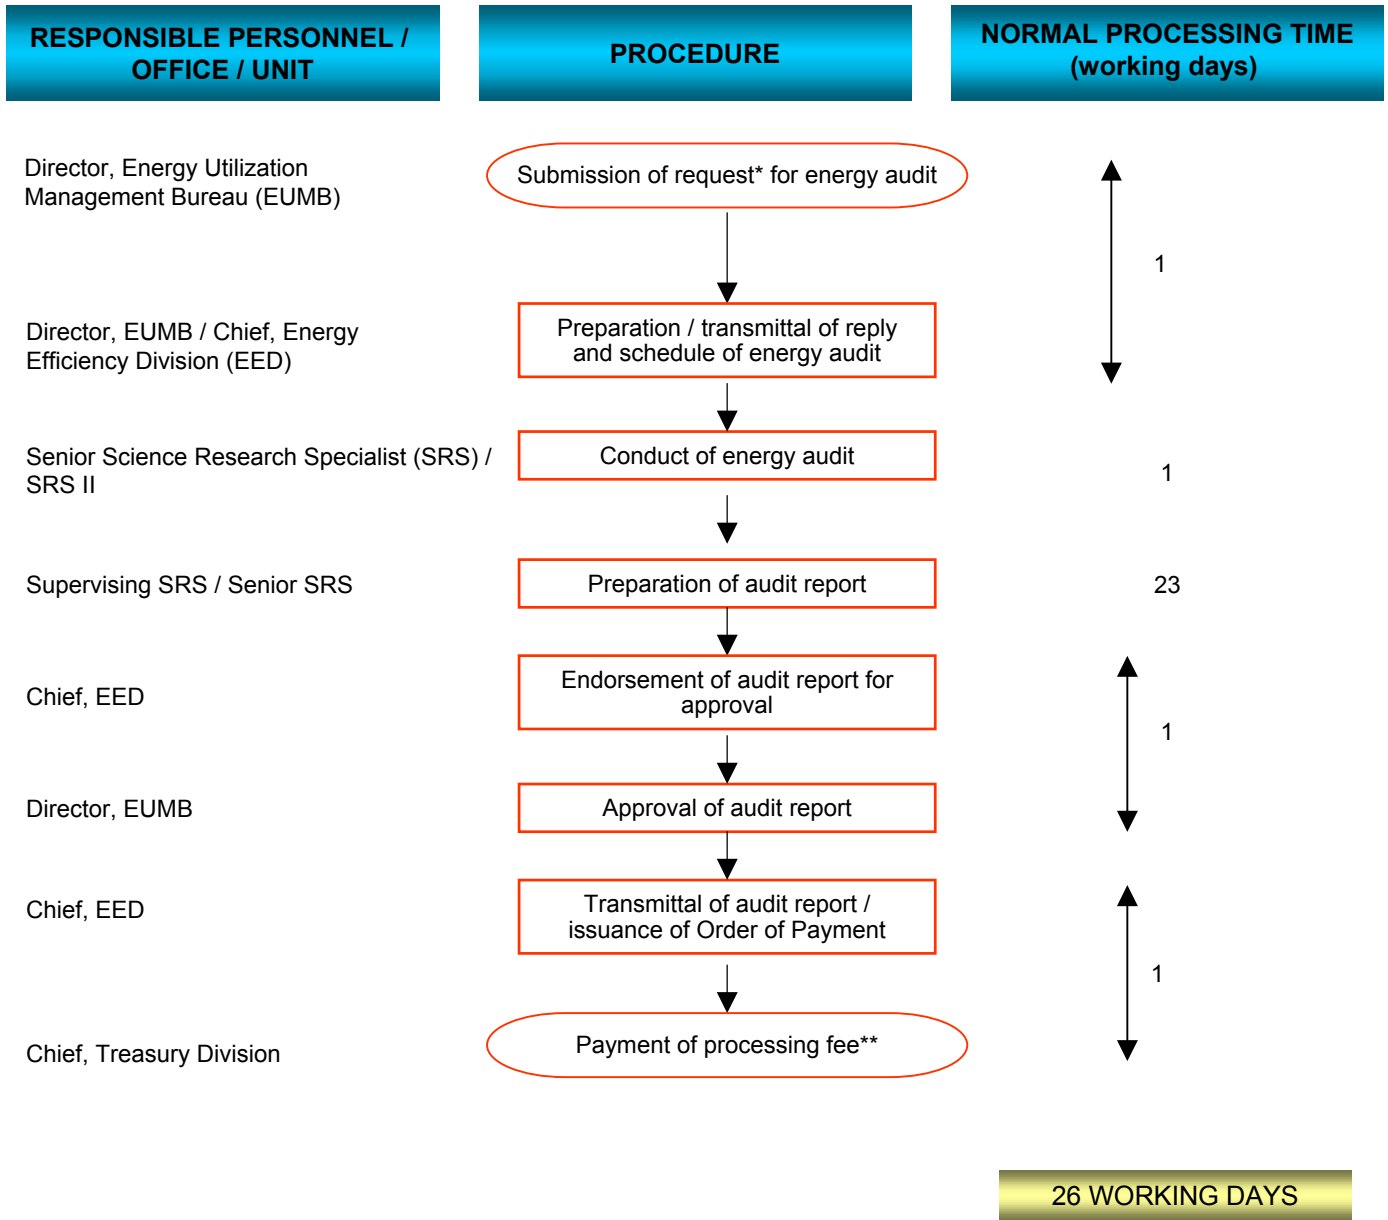 RESPONSIBLE PERSONNEL /
OFFICE / UNIT
PROCEDURE
NORMAL PROCESSING TIME
(working days)
Director, Energy Utilization
Management Bureau (EUMB)
Submission of request* for energy audit
1
Director, EUMB / Chief, Energy
Efficiency Division (EED)
Preparation / transmittal of reply
and schedule of energy audit
Senior Science Research Specialist (SRS) /
SRS II
Conduct of energy audit
1
Supervising SRS / Senior SRS
Preparation of audit report
23
Chief, EED
Endorsement of audit report for
approval
1
Director, EUMB
Approval of audit report
Chief, EED
Transmittal of audit report /
issuance of Order of Payment
1
Chief, Treasury Division
Payment of processing fee**
26 WORKING DAYS